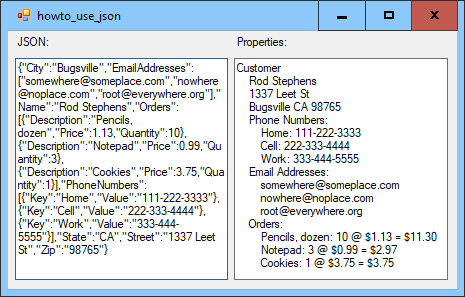 howto_use_json
JSON:
{"City":"Bugsville","EmailAddresses":
["somewhere@someplace.com","nowhere
@noplace.com","root@everywhere.org"],"
Name":"Rod Stephens","Orders":
[{"Description":"Pencils,
dozen","Price":1.13,"Quantity":10},
{"Description":"Notepad","Price":0.99,"Qu
antity":3},
{"Description":"Cookies","Price":3.75,"Qua
ntity":1}],"PhoneNumbers":
[{"Key":"Home","Value":"111-222-3333"},
{"Key":"Cell","Value":"222-333-4444"},
{"Key":"Work","Value":"333-444-
5555"}],"State":"CA","Street":"1337 Leet
St","Zip":"98765"}
Properties:
Customer
Rod Stephens
1337 Leet St
Bugsville CA 98765
Phone Numbers:
Home: 111-222-3333
Cell: 222-333-4444
Work: 333-444-5555
Email Addresses:
somewhere@someplace.com
nowhere@noplace.com
root@everywhere.org
Orders:
Pencils, dozen: 10 @ $1.13 = $11.30
Notepad: 3 @ $0.99 = $2.97
Cookies: 1 @ $3.75 = $3.75